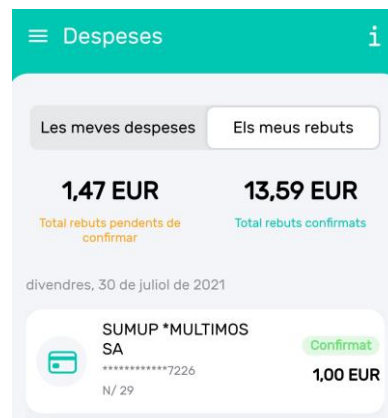 Despeses
i
Les meves despeses
Els meus rebuts
1,47 EUR
13,59 EUR
Total rebuts pendents de
confirmar
Total rebuts confirmats
divendres, 30 de juliol de 2021
SUMUP *MULTIMOS
SA
Confirmat
************7226
1,00 EUR
N/ 29